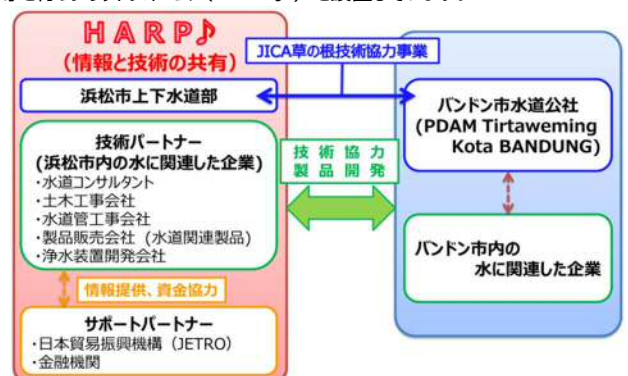 HARP♪
(情報と技術の共有)
JICA草の根技術協力事業
浜松市上下水道部
技術パートナー
(浜松市内の水に関連した企業)
・水道コンサルタント
・土木工事会社
・水道管工事会社
・製品販売会社 (水道関連製品)
・浄水装置開発会社
情報提供、資金協力
サポートパートナー
・日本貿易振興機構 (JETRO)
・金融機関
技術協力
製品開発
バンドン市水道公社
(PDAM Tirtaweming
Kota BANDUNG)
バンドン市内の
水に関連した企業